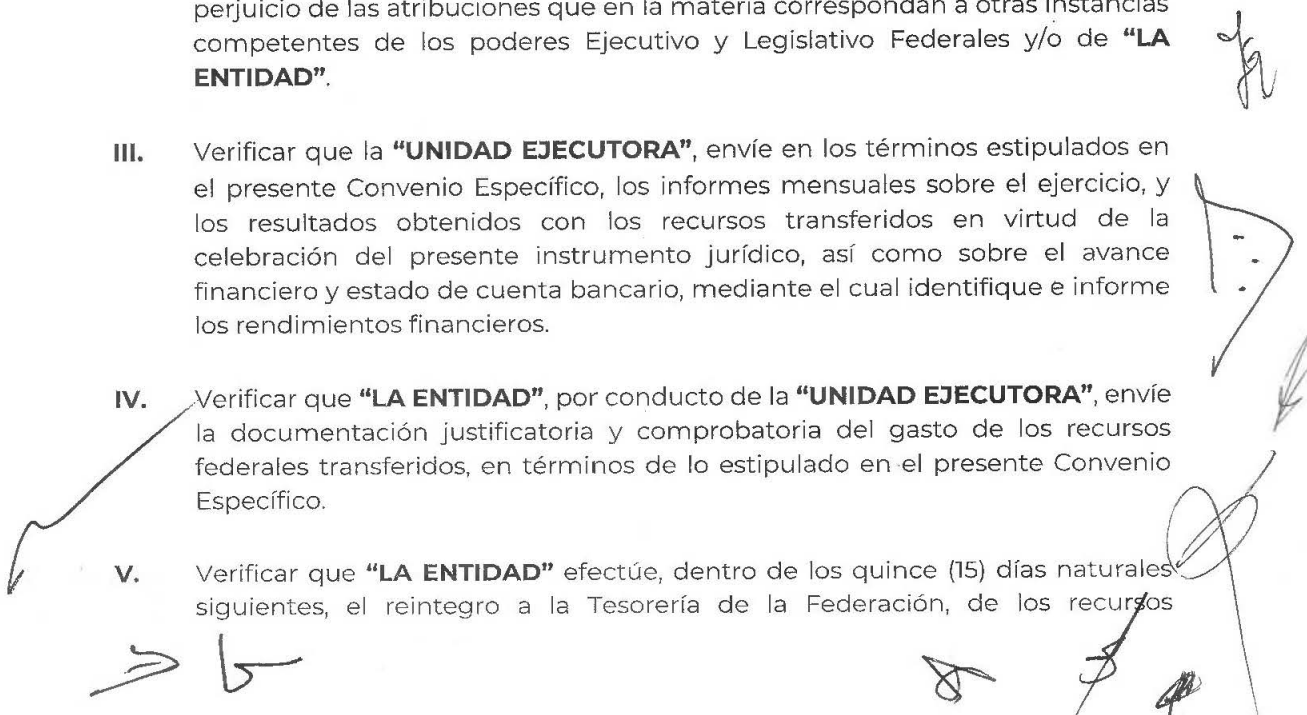 perjuicio de las atribuciones que en la materia correspondan a otras instancias
competentes de los poderes Ejecutivo y Legislativo Federales y/o de “LA
ENTIDAD”.
III. Verificar que la “UNIDAD EJECUTORA”, envíe en los términos estipulados en
el presente Convenio Específico, los informes mensuales sobre el ejercicio, y
los resultados obtenidos con los recursos transferidos en virtud de la
celebración del presente instrumento jurídico, así como sobre el avance
financiero y estado de cuenta bancario, mediante el cual identifique e informe
los rendimientos financieros.
IV. Verificar que “LA ENTIDAD”, por conducto de la “UNIDAD EJECUTORA”, envíe
la documentación justificatoria y comprobatoria del gasto de los recursos
federales transferidos, en términos de lo estipulado en el presente Convenio
Específico.
V. Verificar que “LA ENTIDAD” efectúe, dentro de los quince (15) días naturales
siguientes, el reintegro a la Tesorería de la Federación, de los recursos